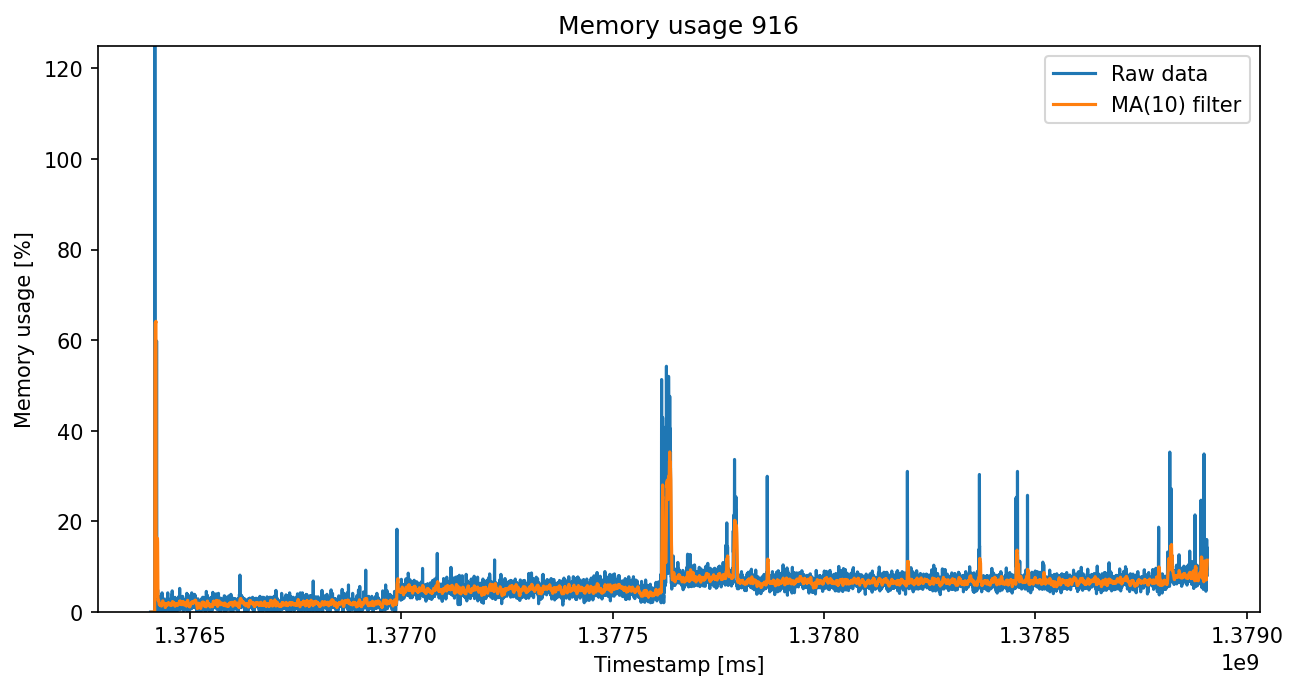 Memory usage 916
Raw data
MA(10) filter
120
100
80
60
40
20
0
Memory usage [%]
1.3765 1.3770 1.3775 1.3780 1.3785 1.3790
1e9
Timestamp [ms]